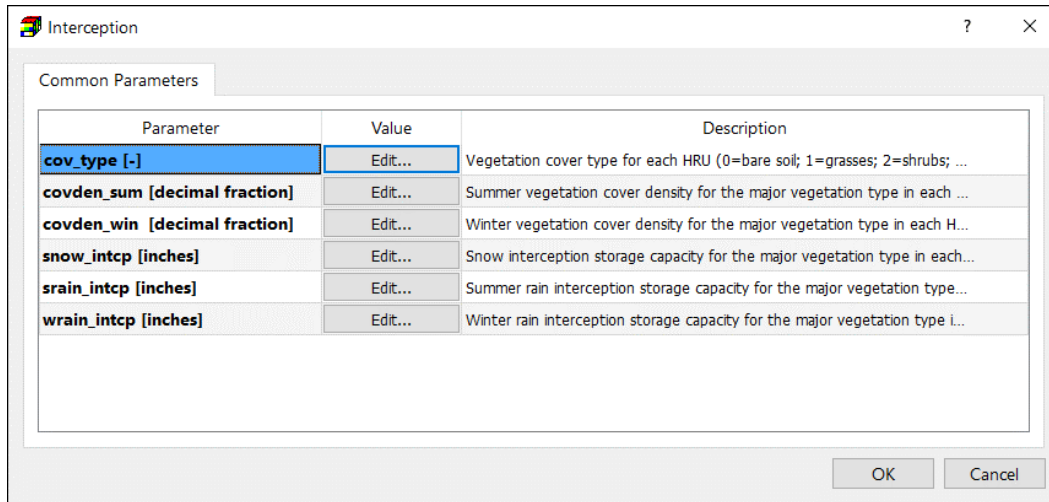 Interception
?
Common Parameters
Parameter Value Description
cov_type [-] Edit... Vegetation cover type for each HRU (0=bare soil; 1=grasses; 2=shrubs; ...
covden_sum [decimal fraction] Edit... Summer vegetation cover density for the major vegetation type in each ...
covden_win [decimal fraction] Edit... Winter vegetation cover density for the major vegetation type in each H...
snow_intcp [inches] Edit... Snow interception storage capacity for the major vegetation type in each...
srain_intcp [inches] Edit... Summer rain interception storage capacity for the major vegetation type...
wrain_intcp [inches] Edit... Winter rain interception storage capacity for the major vegetation type i...
OK Cancel